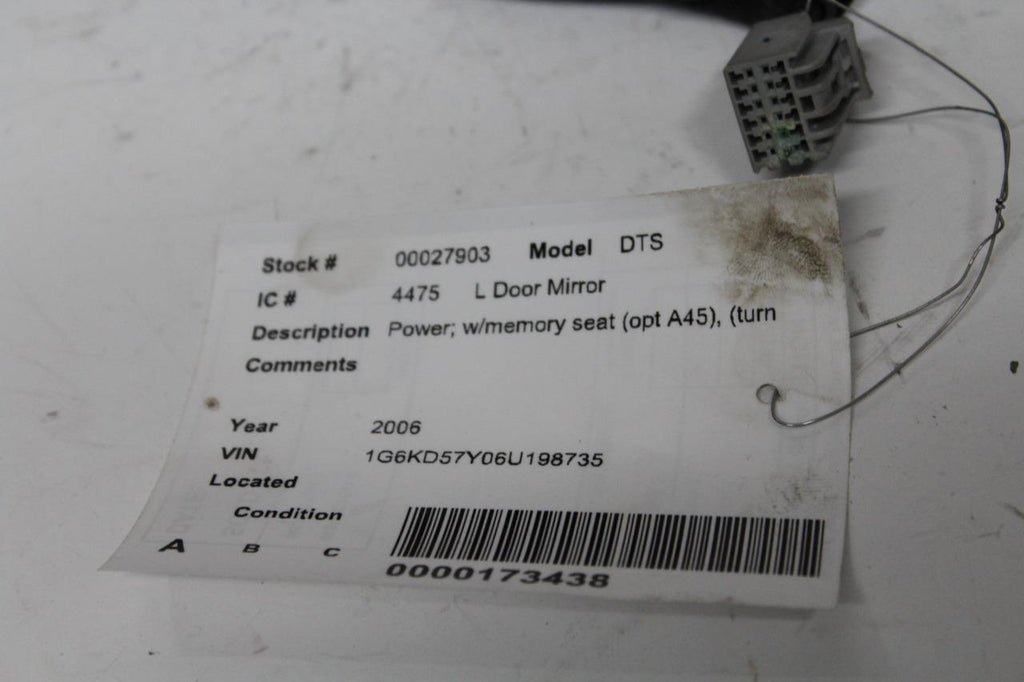 Stock # 00027903 Model DTS
IC # 4475 L Door Mirror
Description Power; w/memory seat (opt A45), (turn
Comments
Year 2006
VIN 1G6KD57Y06U198735
Located
Condition
A B C
0000173438